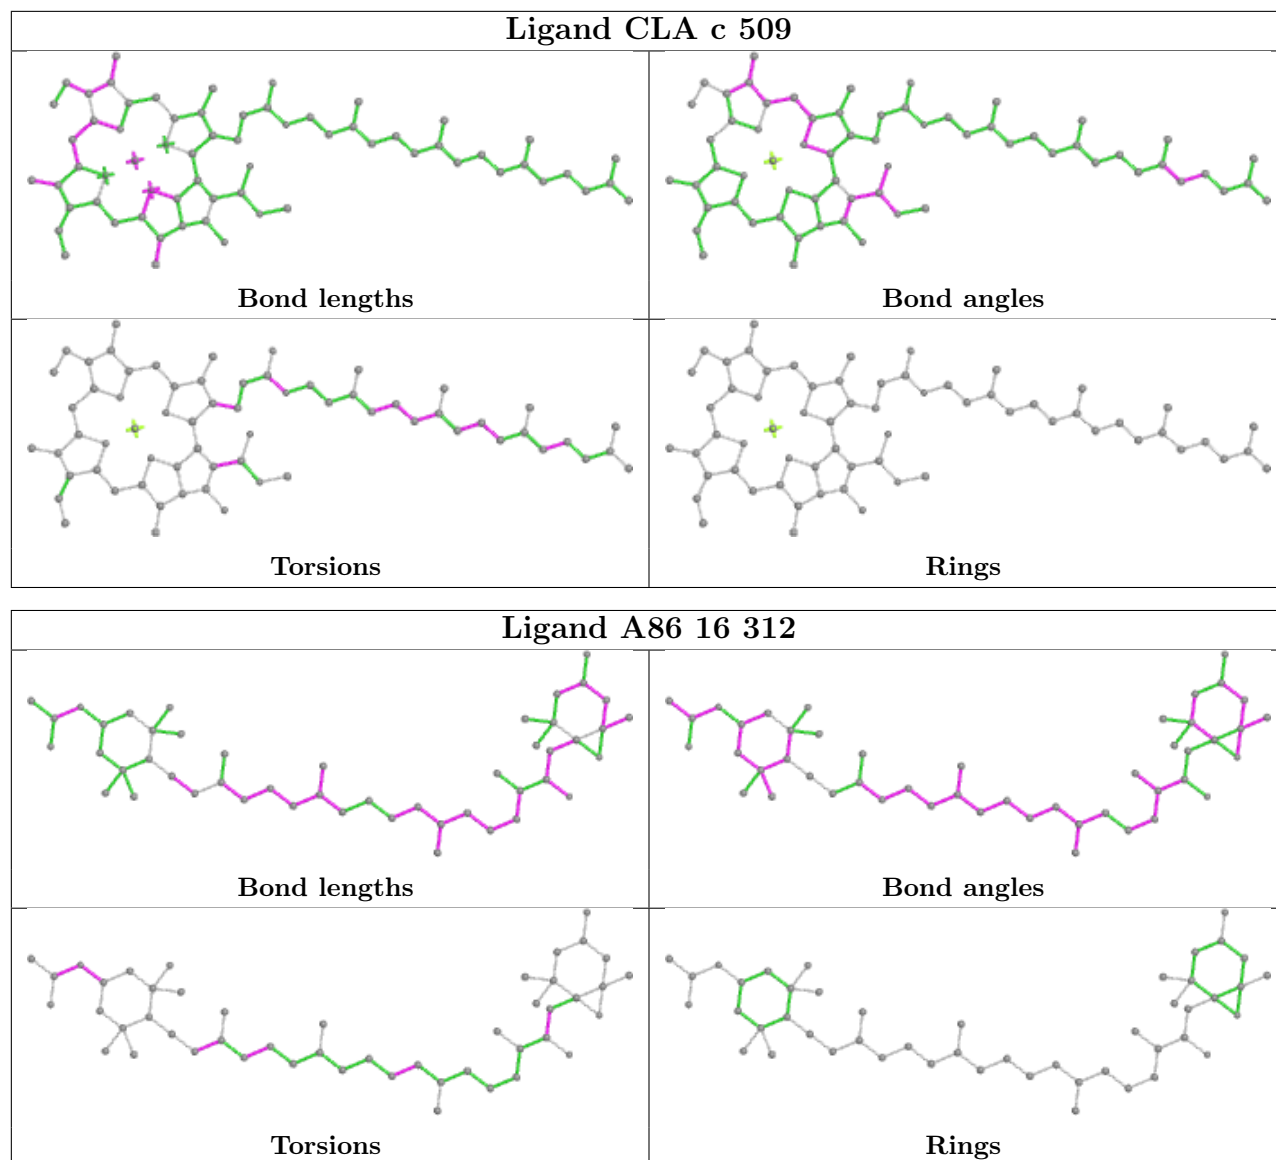 Ligand CLA c 509
Bond lengths
Bond angles
Torsions
Rings
Ligand A86 16 312
Bond lengths
Bond angles
Torsions
Rings